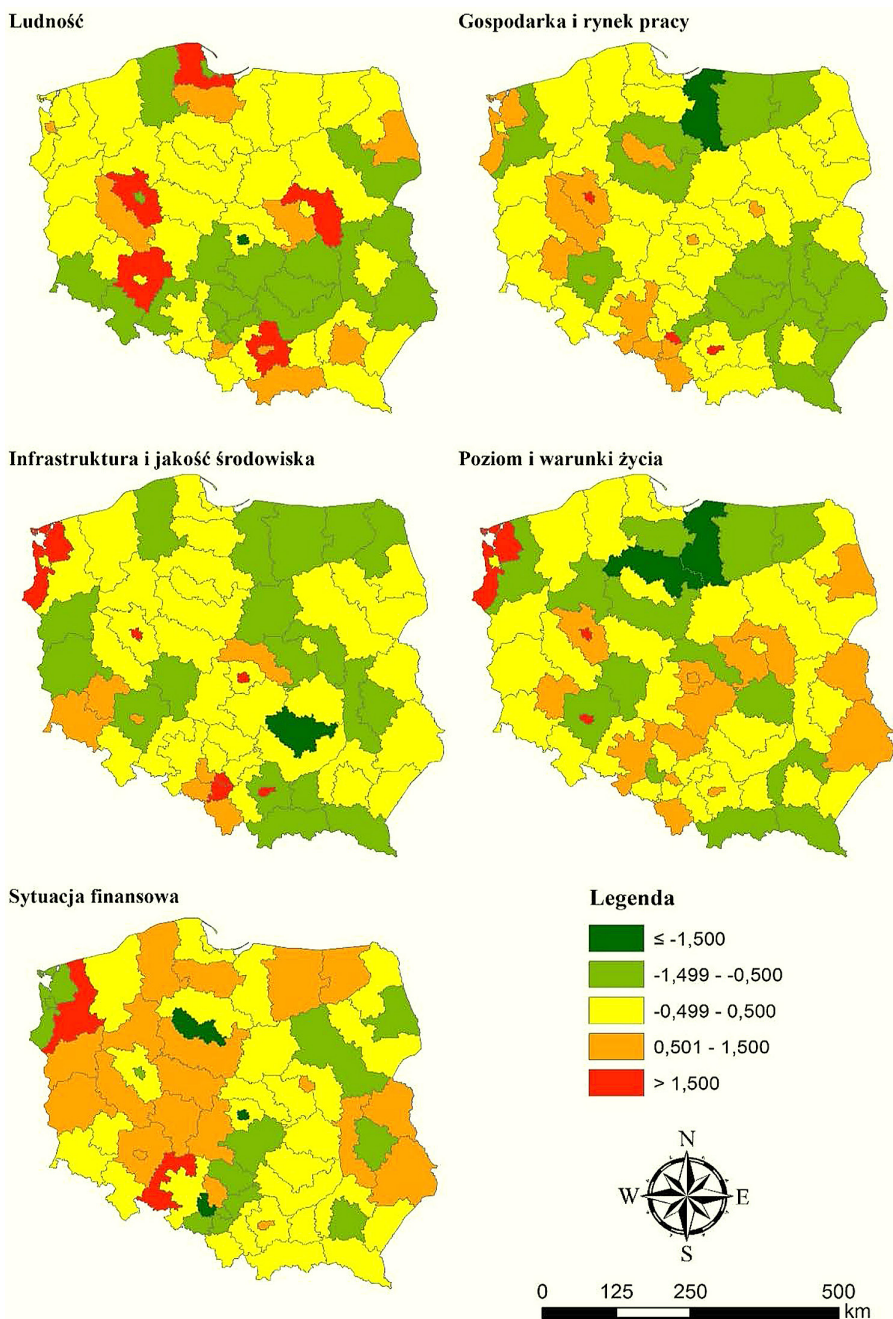 Ludność
Gospodarka i rynek pracy
Infrastruktura i jakość środowiska
Poziom i warunki życia
Sytuacja finansowa
Legenda
≤ -1,500
-1,499 - -0,500
-0,499 - 0,500
0,501 - 1,500
> 1,500
N
W E
S
0 125 250 500
km